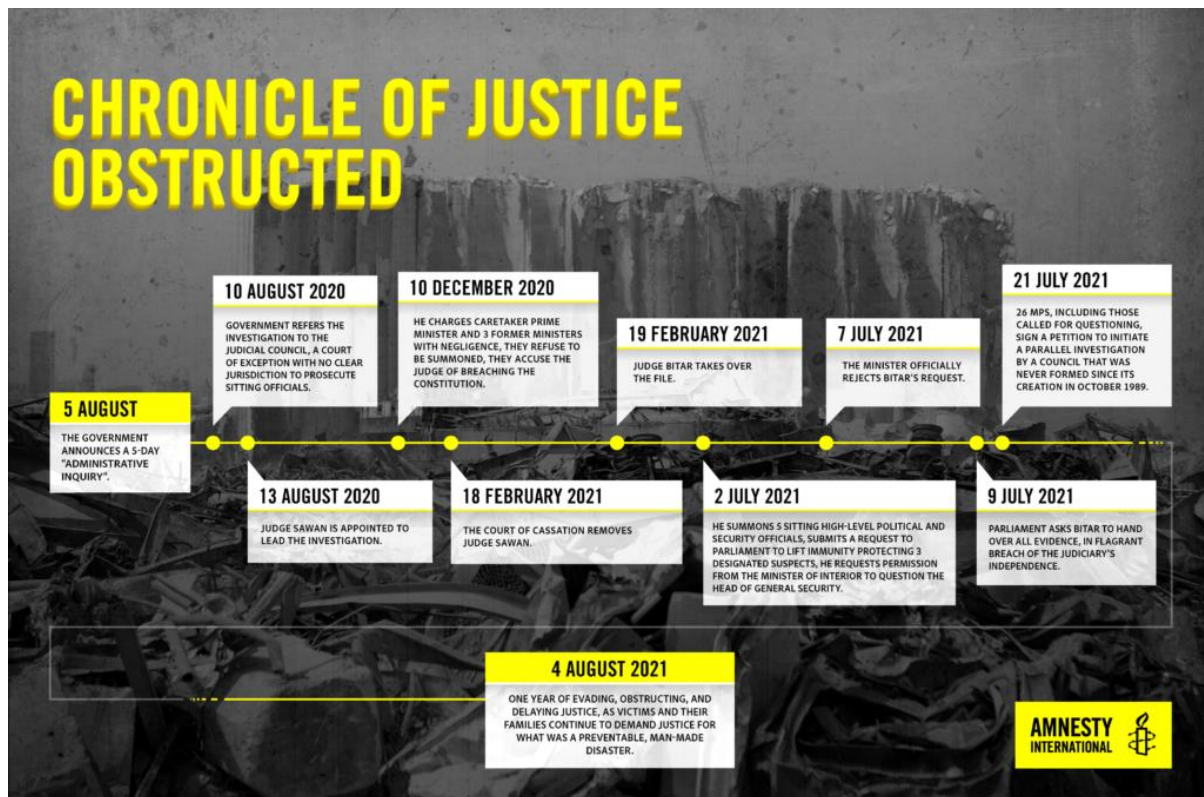 CHRONICLE OF JUSTICE
OBSTRUCTED
5 AUGUST
THE GOVERNMENT
ANNOUNCES A 5-DAY
"ADMINISTRATIVE
INQUIRY".
10 AUGUST 2020
GOVERNMENT REFERS THE
INVESTIGATION TO THE
JUDICIAL COUNCIL, A COURT
OF EXCEPTION WITH NO CLEAR
JURISDICTION TO PROSECUTE
SITTING OFFICIALS.
13 AUGUST 2020
JUDGE SAWAN IS APPOINTED TO
LEAD THE INVESTIGATION.
10 DECEMBER 2020
HE CHARGES CARETAKER PRIME
MINISTER AND 3 FORMER MINISTERS
WITH NEGLIGENCE, THEY REFUSE TO
BE SUMMONED, THEY ACCUSE THE
JUDGE OF BREACHING THE
CONSTITUTION.
18 FEBRUARY 2021
THE COURT OF CASSATION REMOVES
JUDGE SAWAN.
19 FEBRUARY 2021
JUDGE BITAR TAKES OVER
THE FILE.
2 JULY 2021
HE SUMMONS 5 SITTING HIGH-LEVEL POLITICAL AND
SECURITY OFFICIALS, SUBMITS A REQUEST TO
PARLIAMENT TO LIFT IMMUNITY PROTECTING 3
DESIGNATED SUSPECTS, HE REQUESTS PERMISSION
FROM THE MINISTER OF INTERIOR TO QUESTION THE
HEAD OF GENERAL SECURITY.
7 JULY 2021
THE MINISTER OFFICIALLY
REJECTS BITAR'S REQUEST.
9 JULY 2021
PARLIAMENT ASKS BITAR TO HAND
OVER ALL EVIDENCE, IN FLAGRANT
BREACH OF THE JUDICIARY'S
INDEPENDENCE.
21 JULY 2021
26 MPS, INCLUDING THOSE
CALLED FOR QUESTIONING,
SIGN A PETITION TO INITIATE
A PARALLEL INVESTIGATION
BY A COUNCIL THAT WAS
NEVER FORMED SINCE ITS
CREATION IN OCTOBER 1989.
4 AUGUST 2021
ONE YEAR OF EVADING, OBSTRUCTING, AND
DELAYING JUSTICE, AS VICTIMS AND THEIR
FAMILIES CONTINUE TO DEMAND JUSTICE FOR
WHAT WAS A PREVENTABLE, MAN-MADE
DISASTER.
AMNESTY
INTERNATIONAL